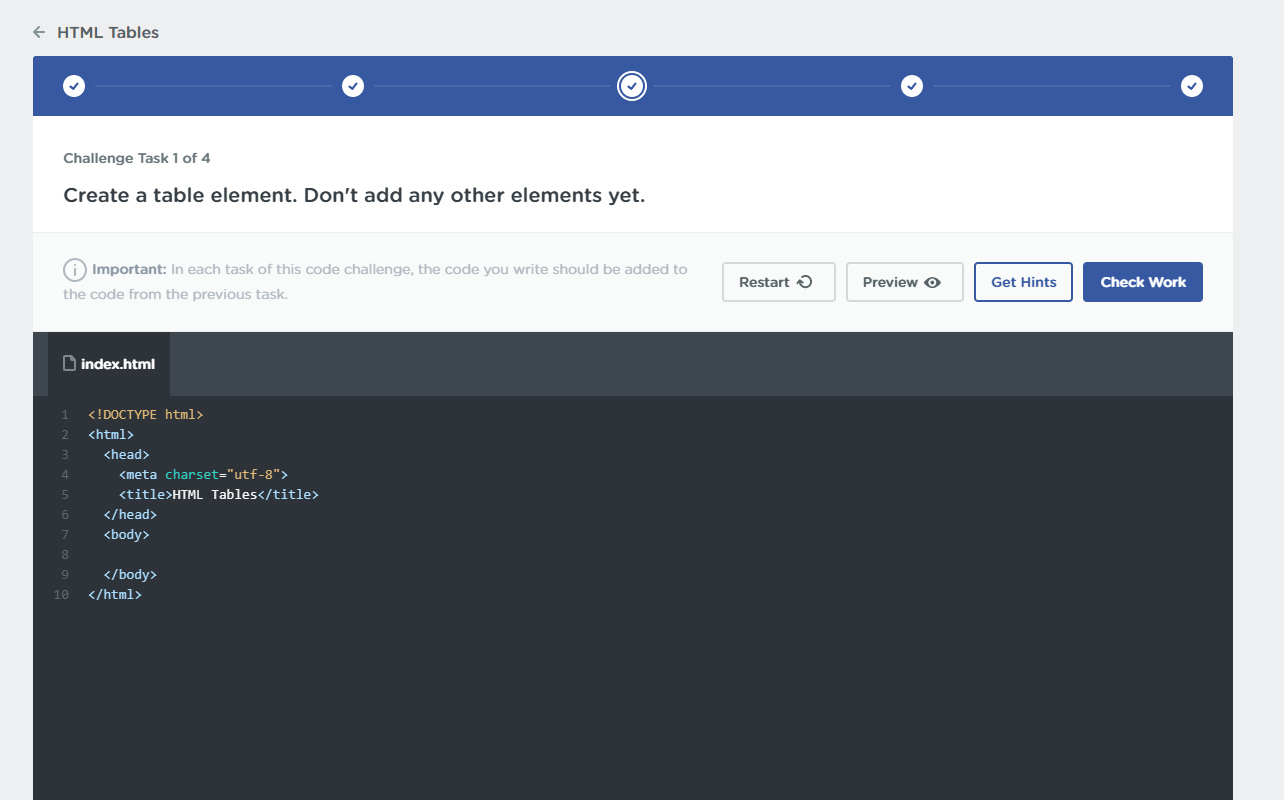 HTML Tables
Challenge Task 1 of 4
Create a table element. Don't add any other elements yet.
Important: In each task of this code challenge, the code you write should be added to
the code from the previous task.
Restart
Preview
Get Hints
Check Work
index.html
1 <!DOCTYPE html>
2 <html>
3   <head>
4     <meta charset="utf-8">
5     <title>HTML Tables</title>
6   </head>
7   <body>
8
9   </body>
10 </html>